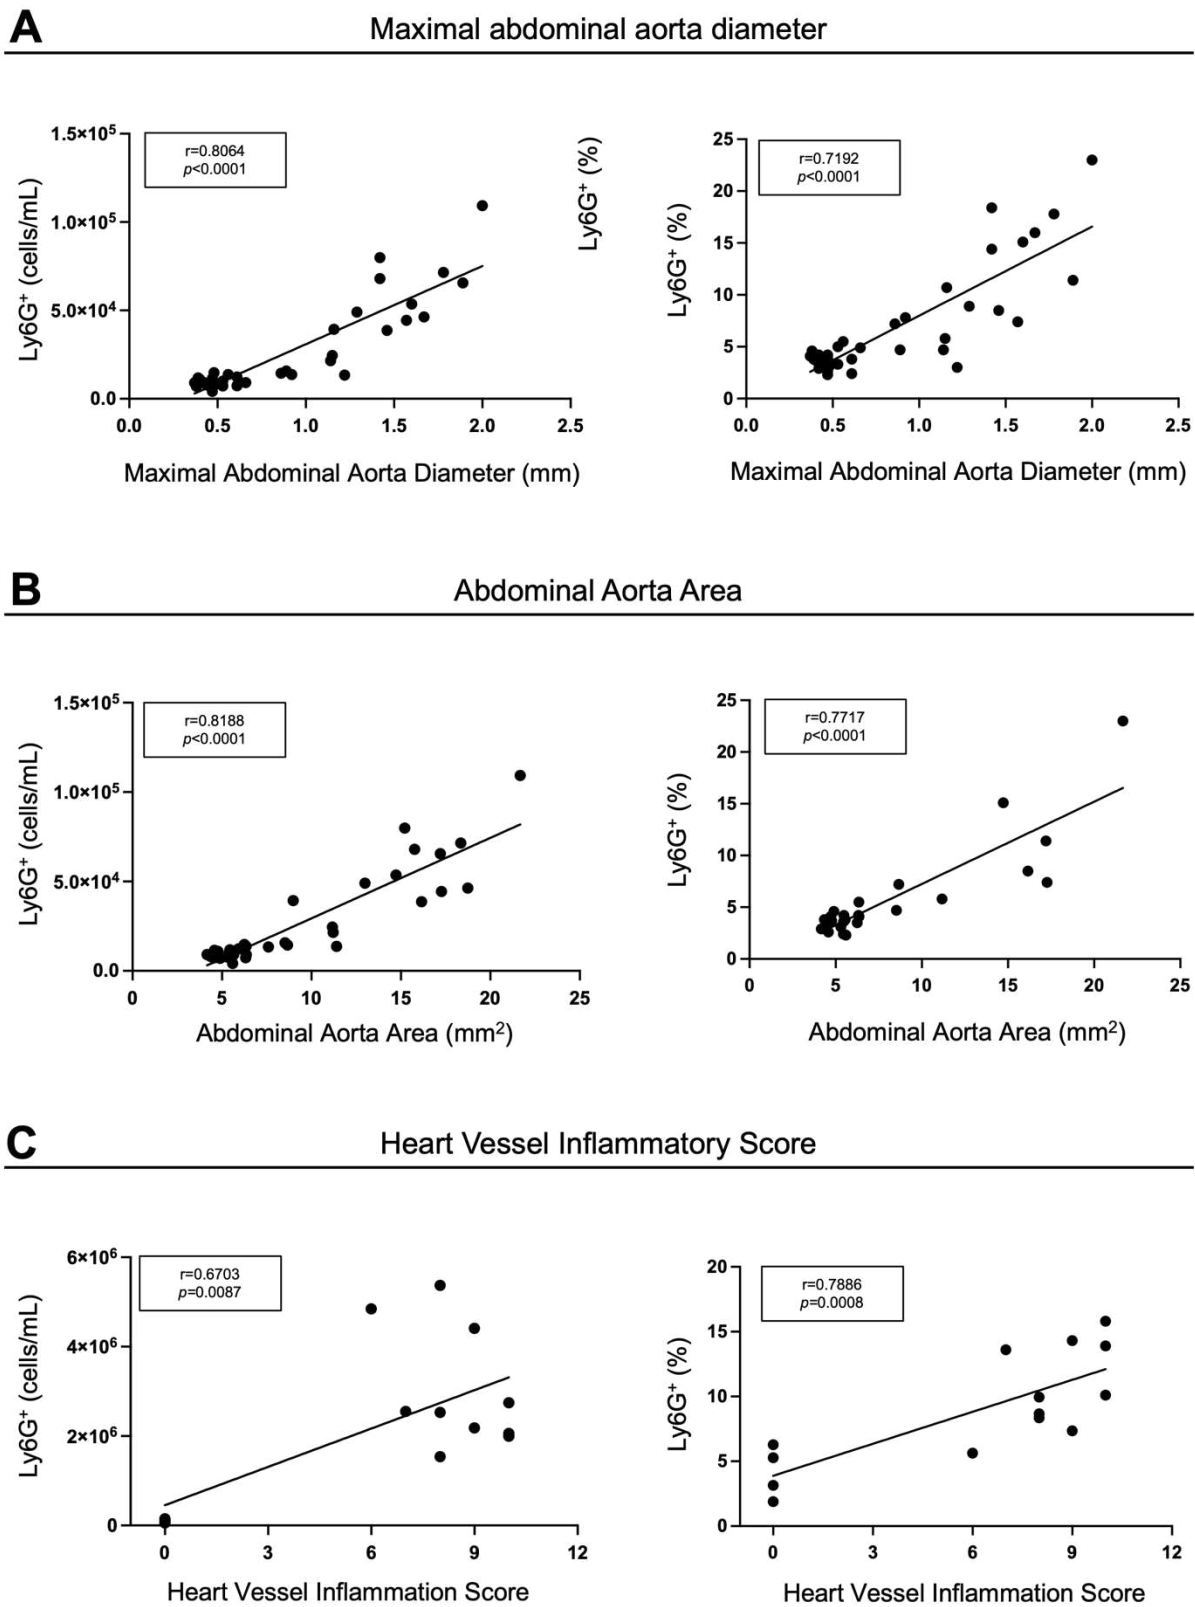 A
Maximal abdominal aorta diameter
r=0.8064
p<0.0001
Ly6G⁺ (cells/mL)
1.5×10⁵
1.0×10⁵
5.0×10⁴
0.0
0.0 0.5 1.0 1.5 2.0 2.5
Maximal Abdominal Aorta Diameter (mm)
Ly6G⁺ (%)
r=0.7192
p<0.0001
Ly6G⁺ (%)
25
20
15
10
5
0
0.0 0.5 1.0 1.5 2.0 2.5
Maximal Abdominal Aorta Diameter (mm)
B
Abdominal Aorta Area
r=0.8188
p<0.0001
Ly6G⁺ (cells/mL)
1.5×10⁵
1.0×10⁵
5.0×10⁴
0.0
0 5 10 15 20 25
Abdominal Aorta Area (mm²)
r=0.7717
p<0.0001
Ly6G⁺ (%)
25
20
15
10
5
0
0 5 10 15 20 25
Abdominal Aorta Area (mm²)
C
Heart Vessel Inflammatory Score
r=0.6703
p=0.0087
Ly6G⁺ (cells/mL)
6×10⁶
4×10⁶
2×10⁶
0
0 3 6 9 12
Heart Vessel Inflammation Score
r=0.7886
p=0.0008
Ly6G⁺ (%)
20
15
10
5
0
0 3 6 9 12
Heart Vessel Inflammation Score